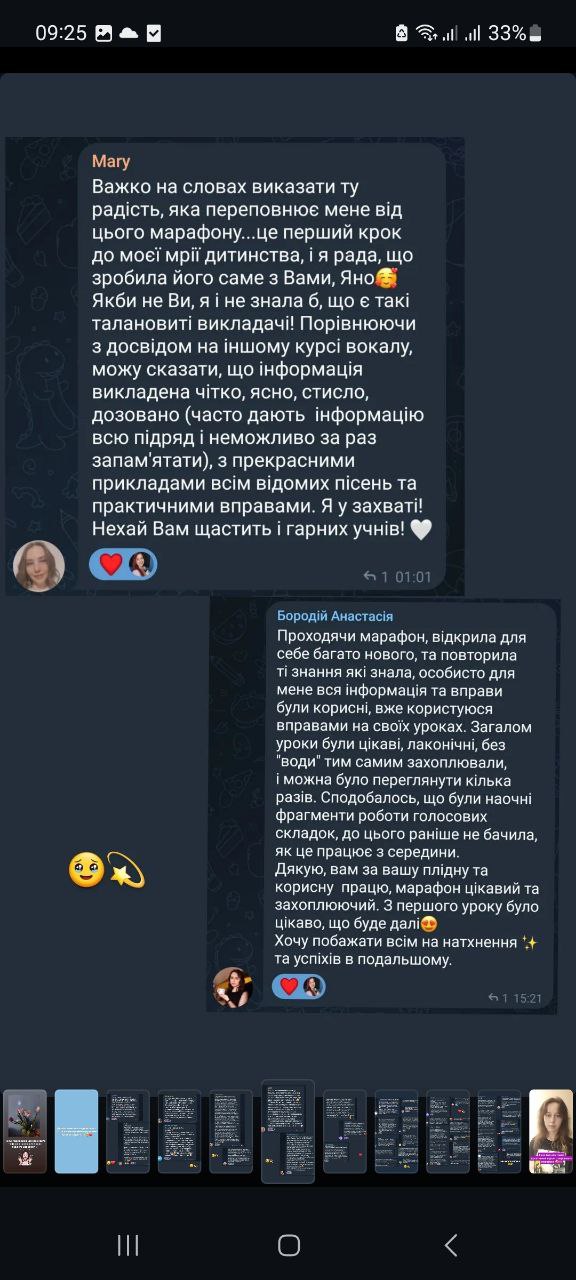 09:25
33%
Mary
Важко на словах виказати ту
радість, яка переповнює мене від
цього марафону...це перший крок
до моєї мрії дитинства, і я рада, що
зробила його саме з Вами, Яно🥰
Якби не Ви, я і не знала б, що є такі
талановиті викладачі! Порівнюючи
з досвідом на іншому курсі вокалу,
можу сказати, що інформація
викладена чітко, ясно, стисло,
дозовано (часто дають  інформацію
всю підряд і неможливо за раз
запам'ятати), з прекрасними
прикладами всім відомих пісень та
практичними вправами. Я у захваті!
Нехай Вам щастить і гарних учнів! 🤍
1 01:01
Бородій Анастасія
Проходячи марафон, відкрила для
себе багато нового, та повторила
ті знання які знала, особисто для
мене вся інформація та вправи
були корисні, вже користуюся
вправами на своїх уроках. Загалом
уроки були цікаві, лаконічні, без
"води" тим самим захоплювали,
і можна було переглянути кілька
разів. Сподобалось, що були наочні
фрагменти роботи голосових
складок, до цього раніше не бачила,
як це працює з середини.
Дякую, вам за вашу плідну та
корисну  працю, марафон цікавий та
захоплюючий. З першого уроку було
цікаво, що буде далі😍
Хочу побажати всім на натхнення ✨
та успіхів в подальшому.
1 15:21